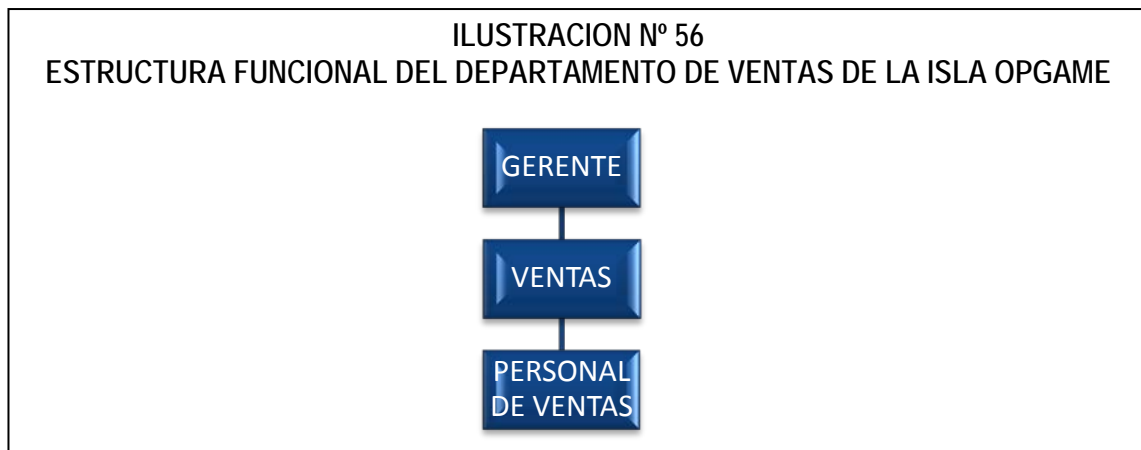 ILUSTRACION Nº 56
ESTRUCTURA FUNCIONAL DEL DEPARTAMENTO DE VENTAS DE LA ISLA OPGAME
GERENTE
VENTAS
PERSONAL
DE VENTAS